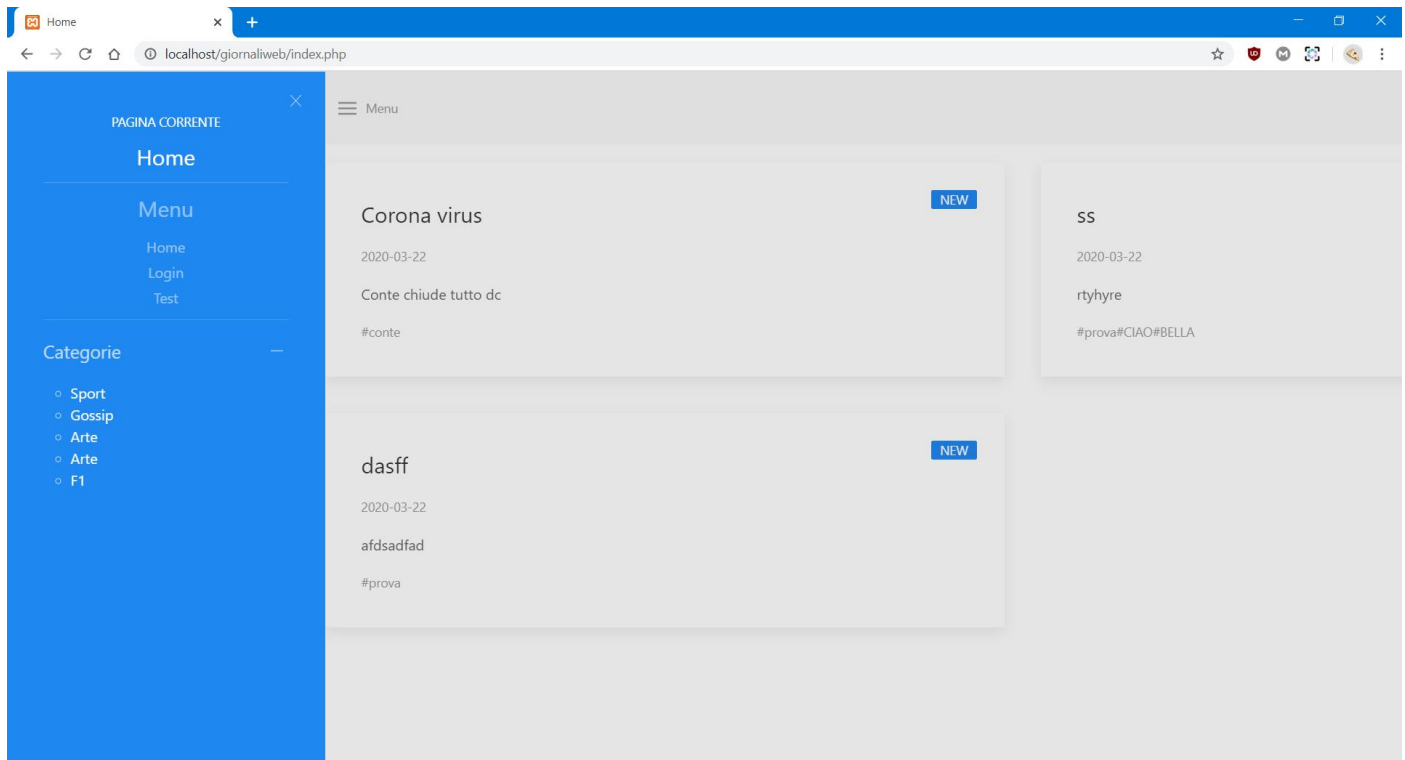 Home
localhost/giornaliweb/index.php
PAGINA CORRENTE
Home
Menu
Home
Login
Test
Categorie
Sport
Gossip
Arte
Arte
F1
Menu
NEW
Corona virus
2020-03-22
Conte chiude tutto dc
#conte
ss
2020-03-22
rtyhyre
#prova#CIAO#BELLA
NEW
dasff
2020-03-22
afdsadfad
#prova